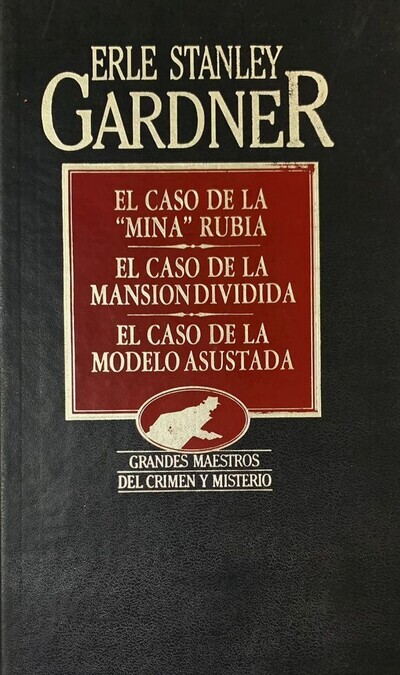 ERLE STANLEY
GARDNER
EL CASO DE LA
"MINA" RUBIA
EL CASO DE LA
MANSION DIVIDIDA
EL CASO DE LA
MODELO ASUSTADA
GRANDES MAESTROS
DEL CRIMEN Y MISTERIO